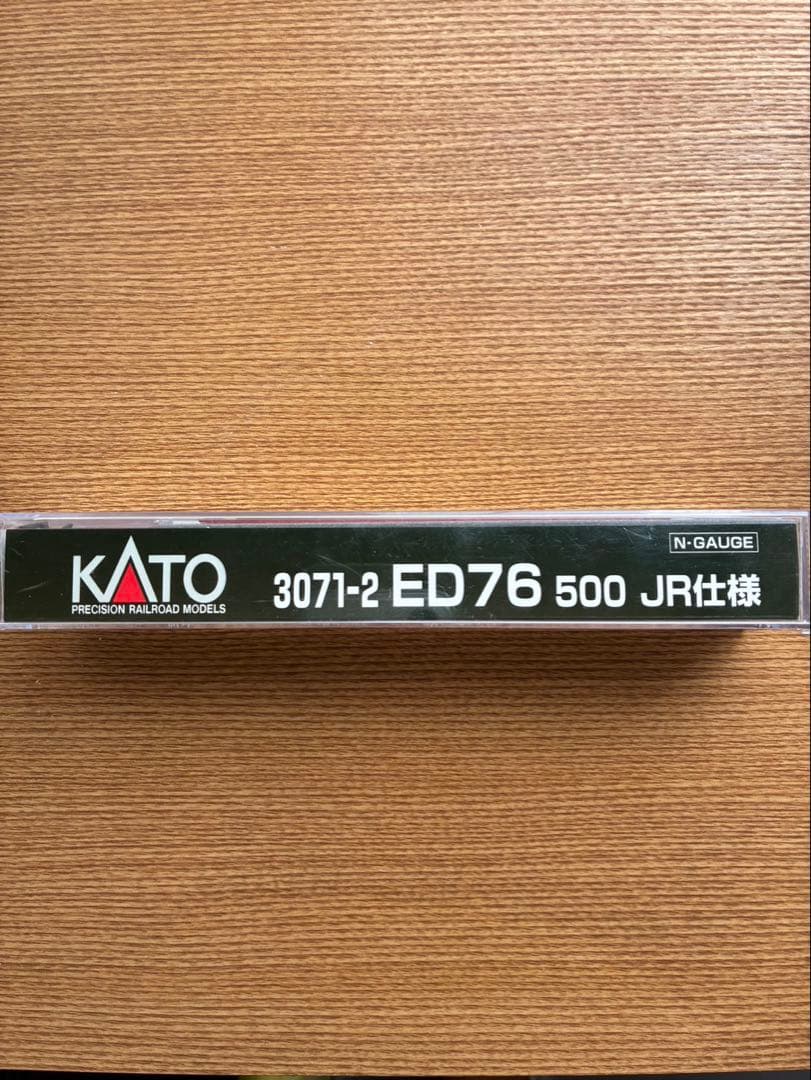 N-GAUGE
KATO
PRECISION RAILROAD MODELS
3071-2 ED76 500 JR仕様